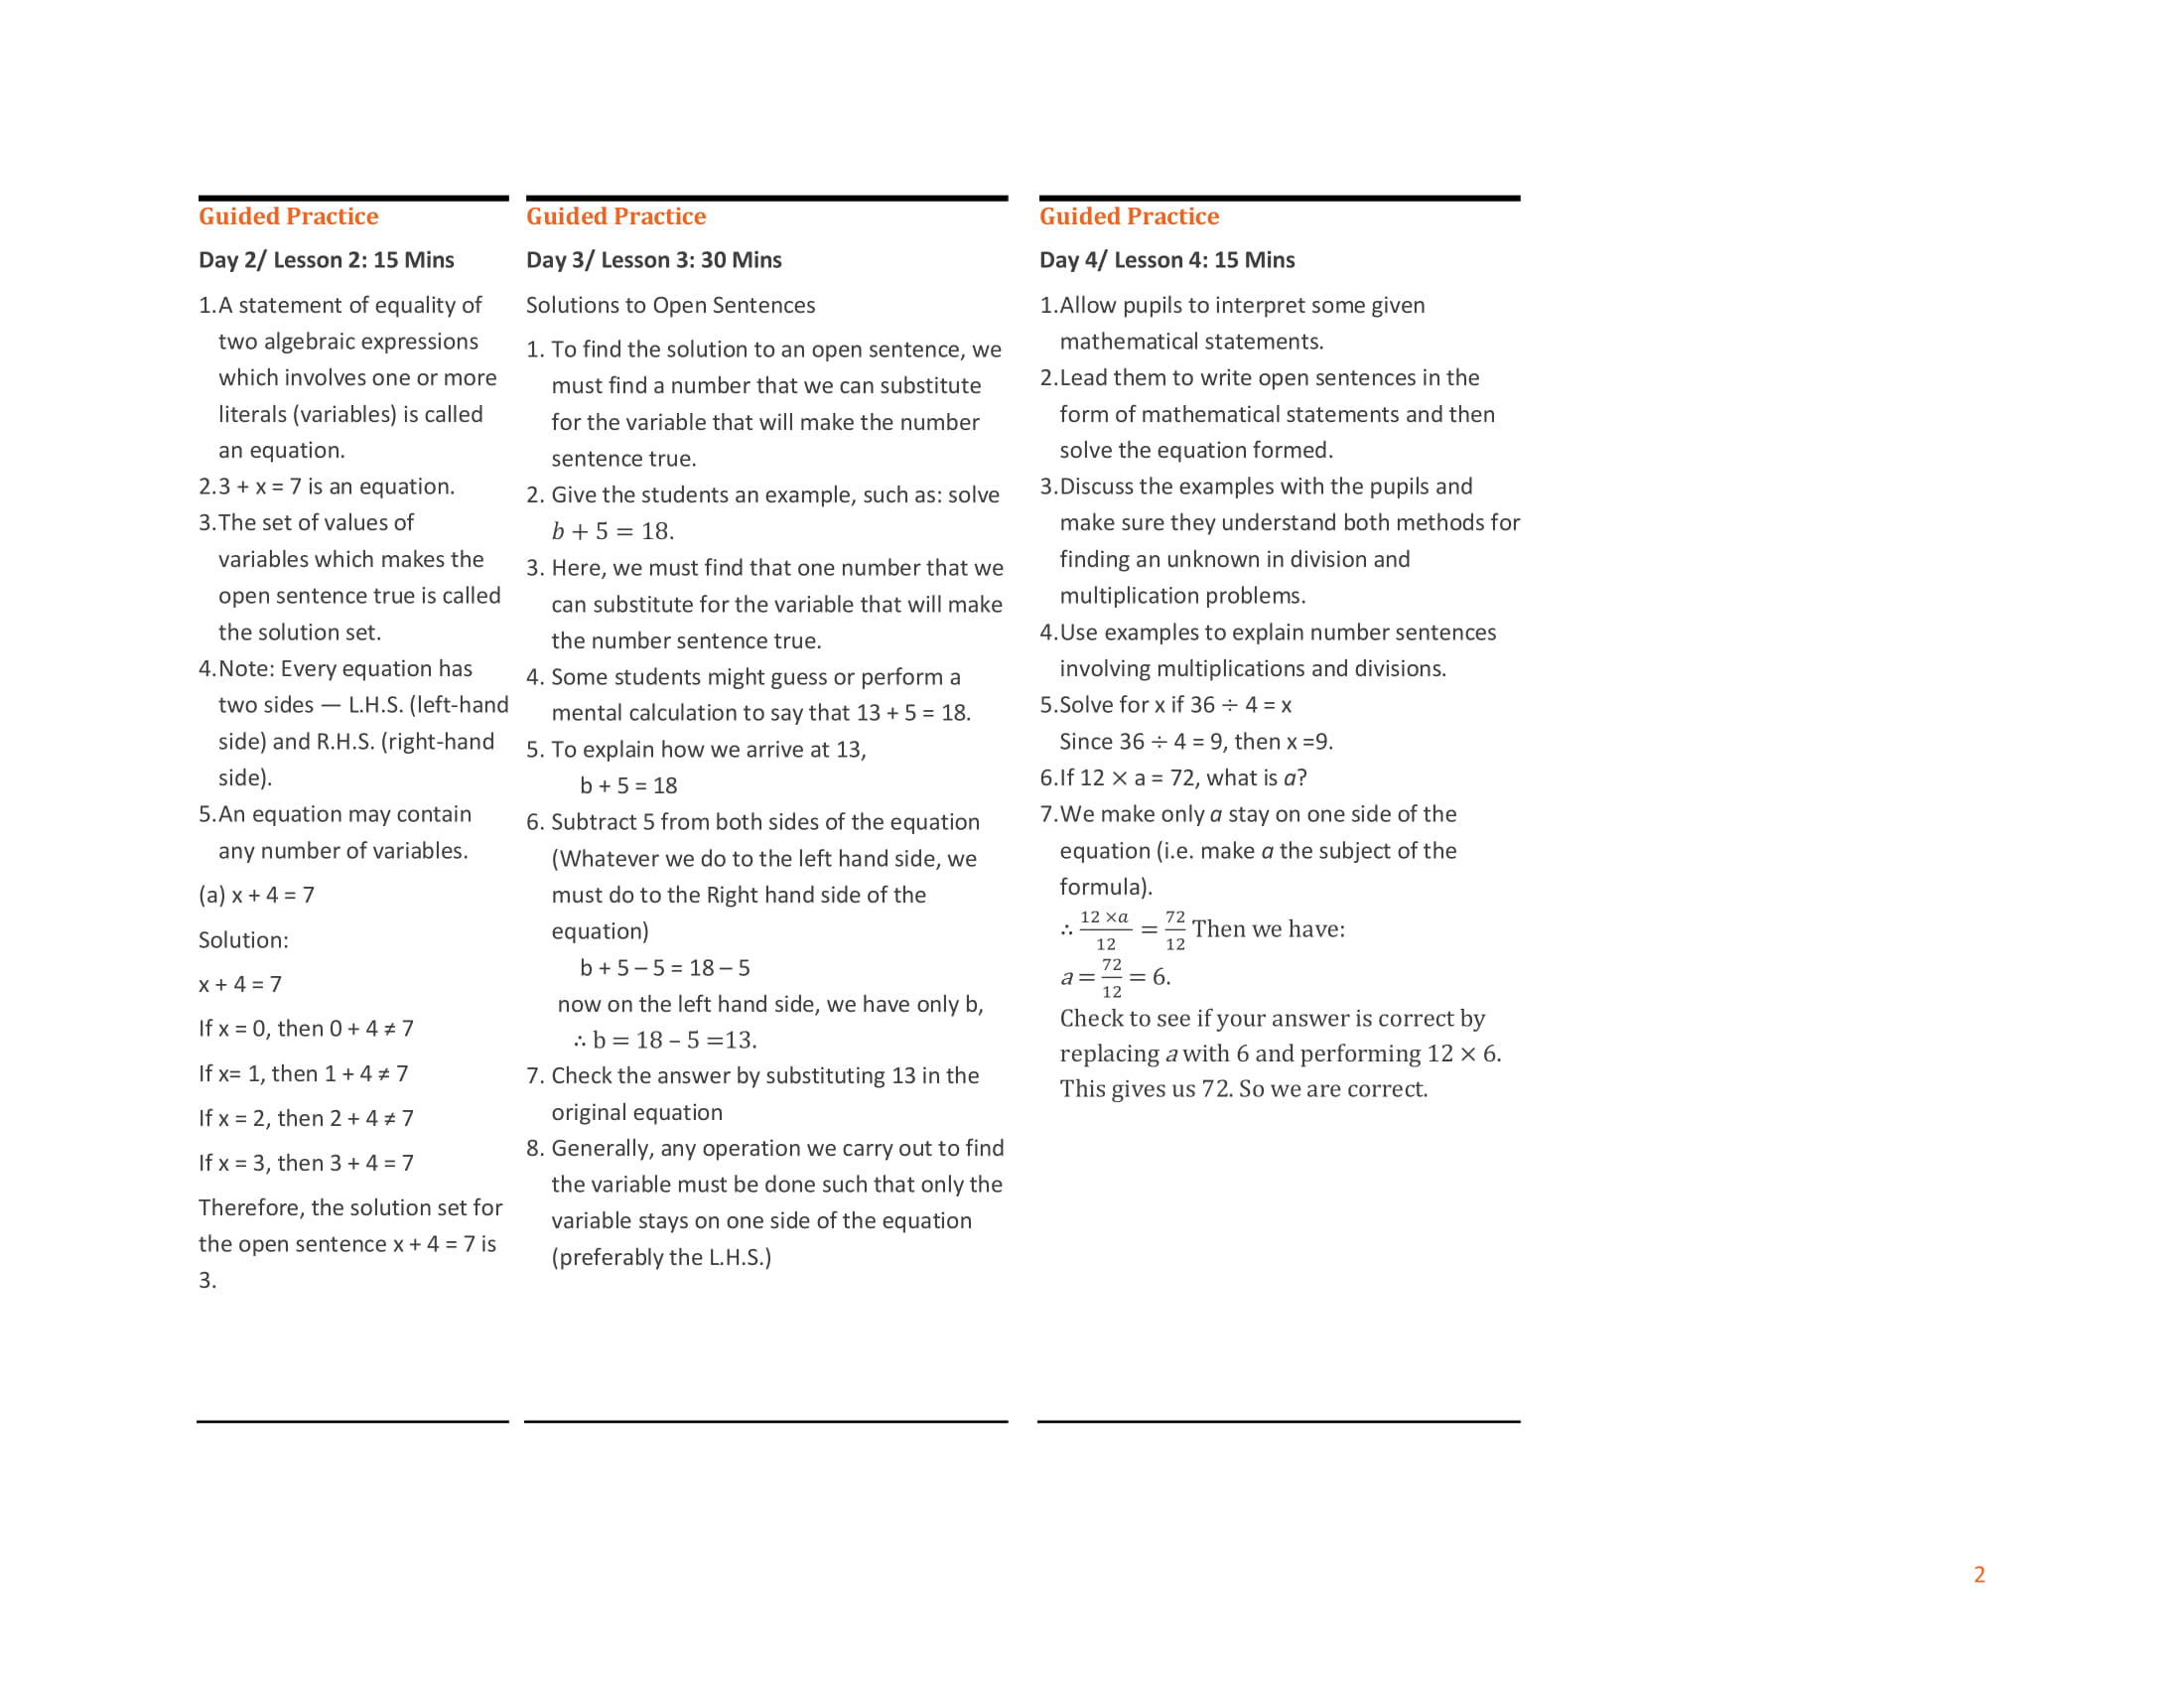 Guided Practice
Day 2/ Lesson 2: 15 Mins
1.A statement of equality of
two algebraic expressions
which involves one or more
literals (variables) is called
an equation.
2.3 + x = 7 is an equation.
3.The set of values of
variables which makes the
open sentence true is called
the solution set.
4.Note: Every equation has
two sides — L.H.S. (left-hand
side) and R.H.S. (right-hand
side).
5.An equation may contain
any number of variables.
(a) x + 4 = 7
Solution:
x + 4 = 7
If x = 0, then 0 + 4 ≠ 7
If x= 1, then 1 + 4 ≠ 7
If x = 2, then 2 + 4 ≠ 7
If x = 3, then 3 + 4 = 7
Therefore, the solution set for
the open sentence x + 4 = 7 is
3.
Guided Practice
Day 3/ Lesson 3: 30 Mins
Solutions to Open Sentences
1. To find the solution to an open sentence, we
must find a number that we can substitute
for the variable that will make the number
sentence true.
2. Give the students an example, such as: solve
b + 5 = 18.
3. Here, we must find that one number that we
can substitute for the variable that will make
the number sentence true.
4. Some students might guess or perform a
mental calculation to say that 13 + 5 = 18.
5. To explain how we arrive at 13,
b + 5 = 18
6. Subtract 5 from both sides of the equation
(Whatever we do to the left hand side, we
must do to the Right hand side of the
equation)
b + 5 – 5 = 18 – 5
now on the left hand side, we have only b,
∴ b = 18 – 5 =13.
7. Check the answer by substituting 13 in the
original equation
8. Generally, any operation we carry out to find
the variable must be done such that only the
variable stays on one side of the equation
(preferably the L.H.S.)
Guided Practice
Day 4/ Lesson 4: 15 Mins
1.Allow pupils to interpret some given
mathematical statements.
2.Lead them to write open sentences in the
form of mathematical statements and then
solve the equation formed.
3.Discuss the examples with the pupils and
make sure they understand both methods for
finding an unknown in division and
multiplication problems.
4.Use examples to explain number sentences
involving multiplications and divisions.
5.Solve for x if 36 ÷ 4 = x
Since 36 ÷ 4 = 9, then x =9.
6.If 12 × a = 72, what is a?
7.We make only a stay on one side of the
equation (i.e. make a the subject of the
formula).
∴ 12 ×a/12 = 72/12 Then we have:
a = 72/12 = 6.
Check to see if your answer is correct by
replacing a with 6 and performing 12 × 6.
This gives us 72. So we are correct.
2